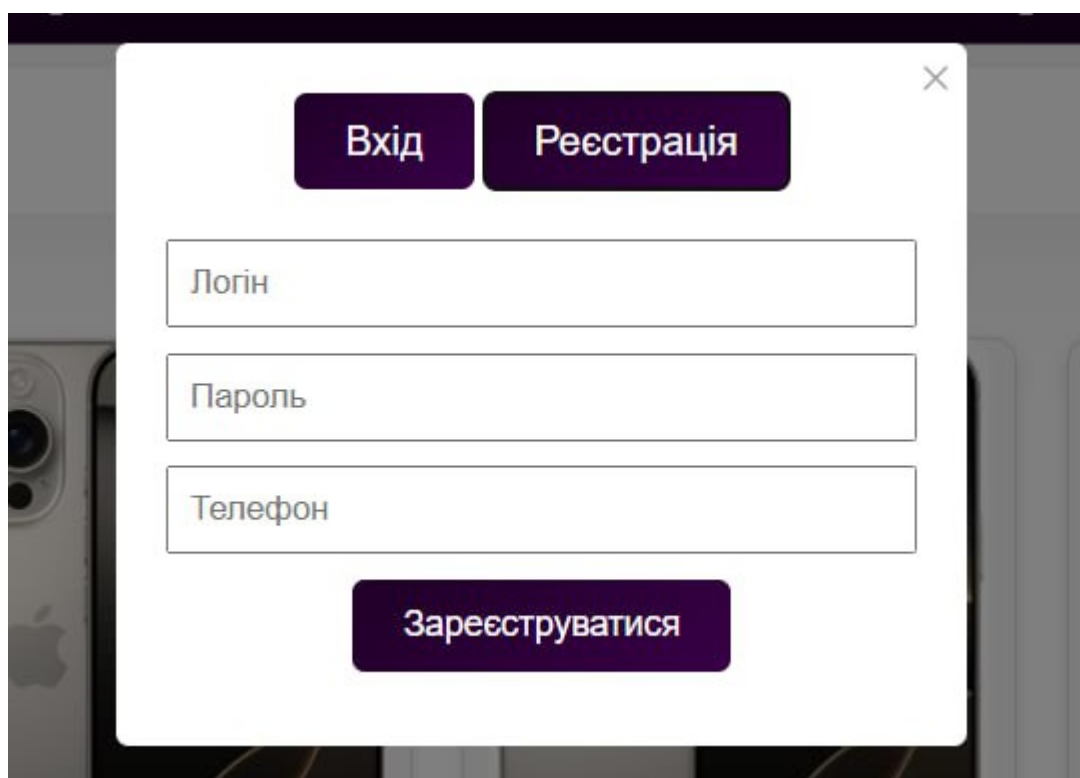 Вхід Реєстрація
Логін
Пароль
Телефон
Зареєструватися